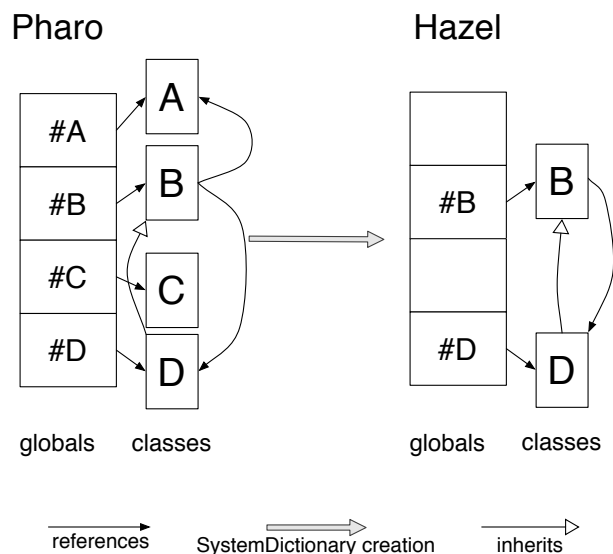 Pharo
Hazel
#A
A
#B
B
#C
C
#D
D
#B
B
#D
D
globals
classes
globals
classes
references
SystemDictionary creation
inherits